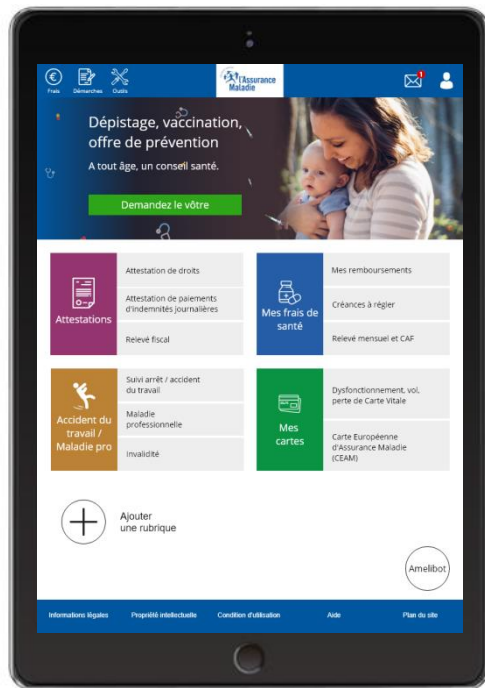 Frais
Démarches
Outils
l'Assurance
Maladie
1
Dépistage, vaccination,
offre de prévention
A tout âge, un conseil santé.
Demandez le vôtre
Attestations
Attestation de droits
Attestation de paiements
d'indemnités journalières
Relevé fiscal
Mes frais de
santé
Mes remboursements
Créances à régler
Relevé mensuel et CAF
Accident du
travail /
Maladie pro
Suivi arrêt / accident
du travail
Maladie
professionnelle
Invalidité
Mes
cartes
Dysfonctionnement, vol,
perte de Carte Vitale
Carte Européenne
d'Assurance Maladie
(CEAM)
Ajouter
une rubrique
Amelibot
Informations légales
Propriété intellectuelle
Condition d'utilisation
Aide
Plan du site